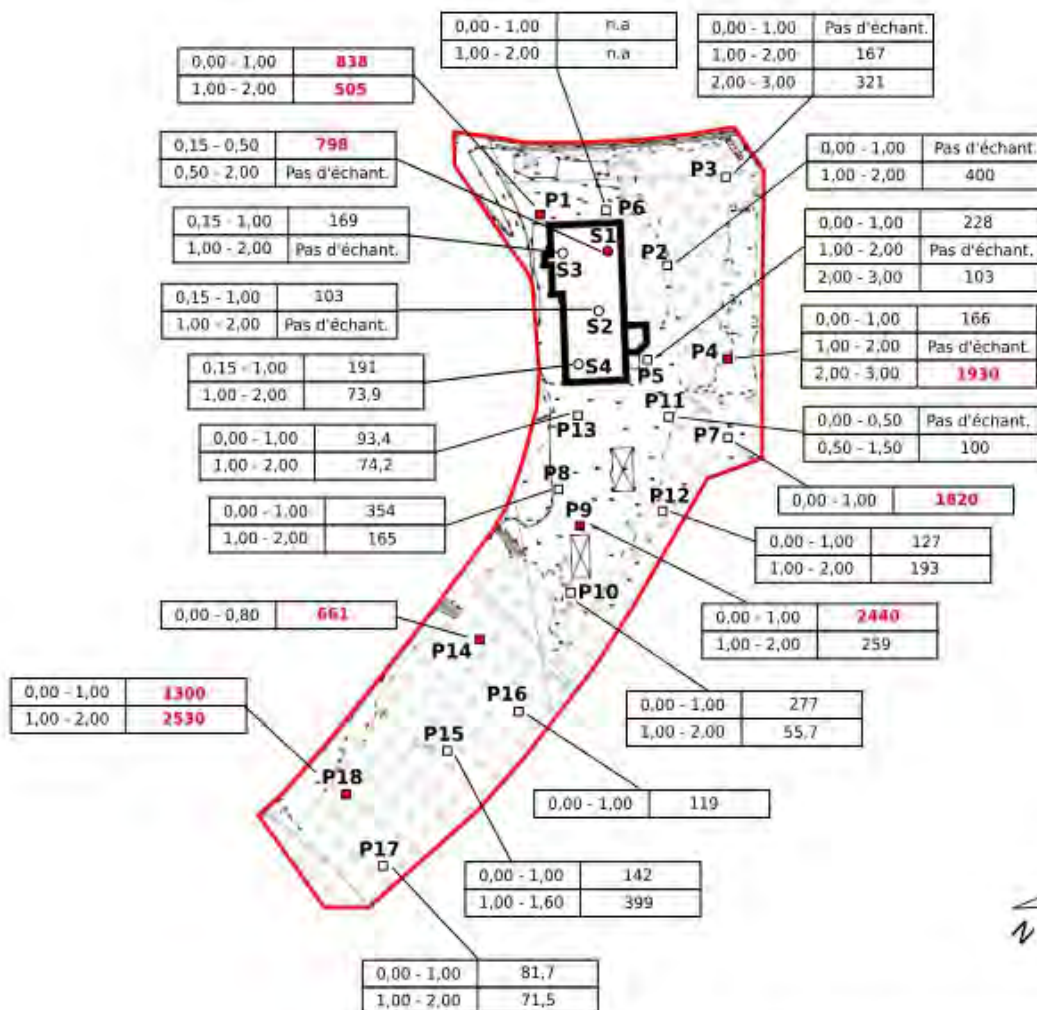 0,00 - 1,00 n.a
1,00 - 2,00 n.a
0,00 - 1,00 Pas d'échant.
1,00 - 2,00 167
2,00 - 3,00 321
0,00 - 1,00 838
1,00 - 2,00 505
0,15 - 0,50 798
0,50 - 2,00 Pas d'échant.
0,00 - 1,00 Pas d'échant.
1,00 - 2,00 400
P3
P1
P6
0,15 - 1,00 169
1,00 - 2,00 Pas d'échant.
S1
S3
P2
0,00 - 1,00 228
1,00 - 2,00 Pas d'échant.
2,00 - 3,00 103
0,15 - 1,00 103
1,00 - 2,00 Pas d'échant.
S2
0,00 - 1,00 166
1,00 - 2,00 Pas d'échant.
2,00 - 3,00 1930
S4
P5
P4
0,15 - 1,00 191
1,00 - 2,00 73,9
P11
P13
P7
0,00 - 0,50 Pas d'échant.
0,50 - 1,50 100
0,00 - 1,00 93,4
1,00 - 2,00 74,2
P8
0,00 - 1,00 1820
P12
P9
0,00 - 1,00 354
1,00 - 2,00 165
0,00 - 1,00 127
1,00 - 2,00 193
P10
0,00 - 0,80 661
0,00 - 1,00 2440
1,00 - 2,00 259
P14
0,00 - 1,00 1300
1,00 - 2,00 2530
P16
0,00 - 1,00 277
1,00 - 2,00 55,7
P15
P18
0,00 - 1,00 119
P17
0,00 - 1,00 142
1,00 - 1,60 399
N
0,00 - 1,00 81,7
1,00 - 2,00 71,5